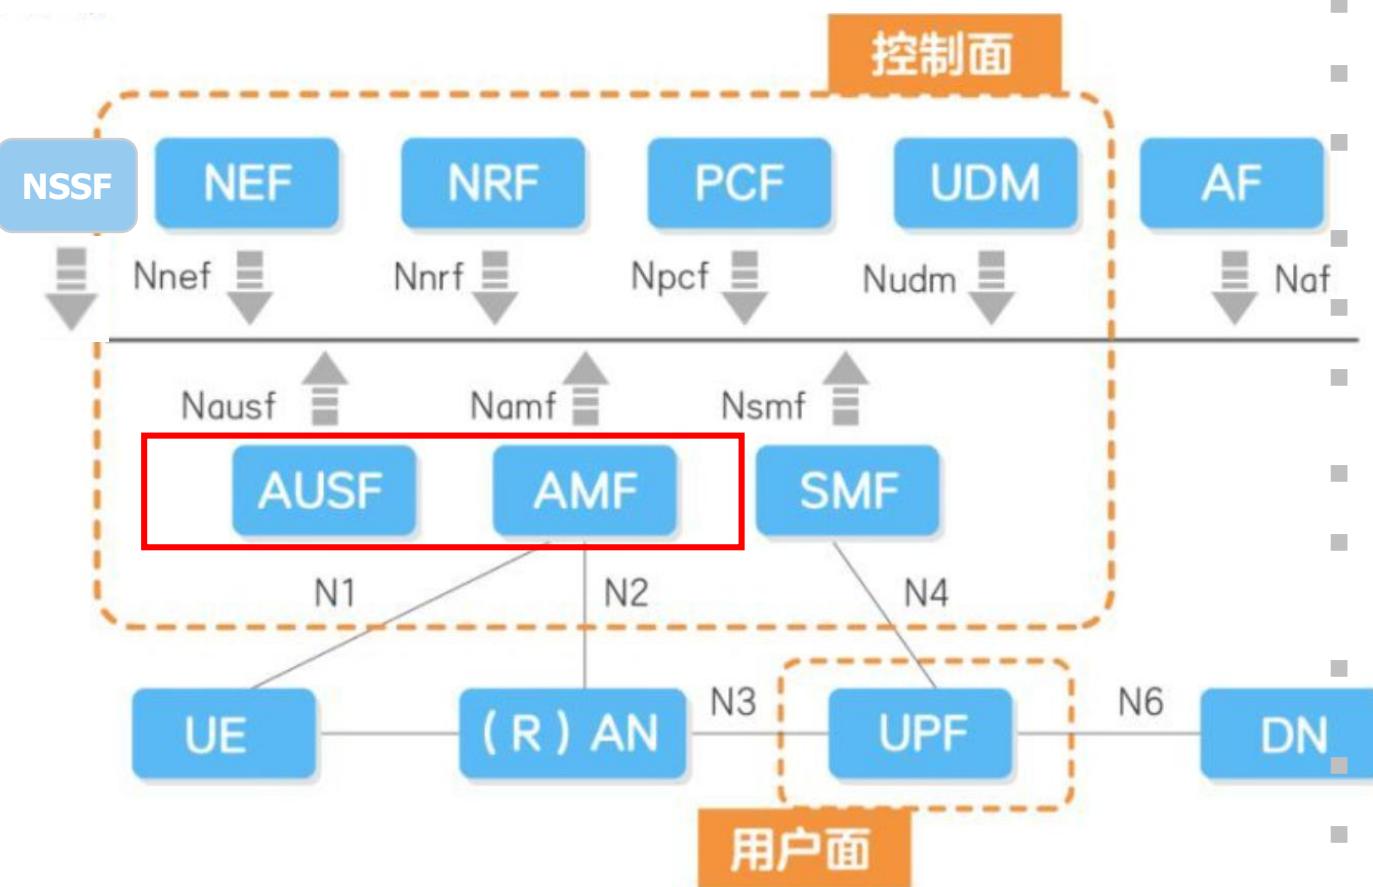 控制面
NSSF
NEF
NRF
PCF
UDM
AF
Nnef
Nnrf
Npcf
Nudm
Naf
Nausf
Namf
Nsmf
AUSF
AMF
SMF
N1
N2
N4
UE
(R) AN
N3
UPF
N6
DN
用户面